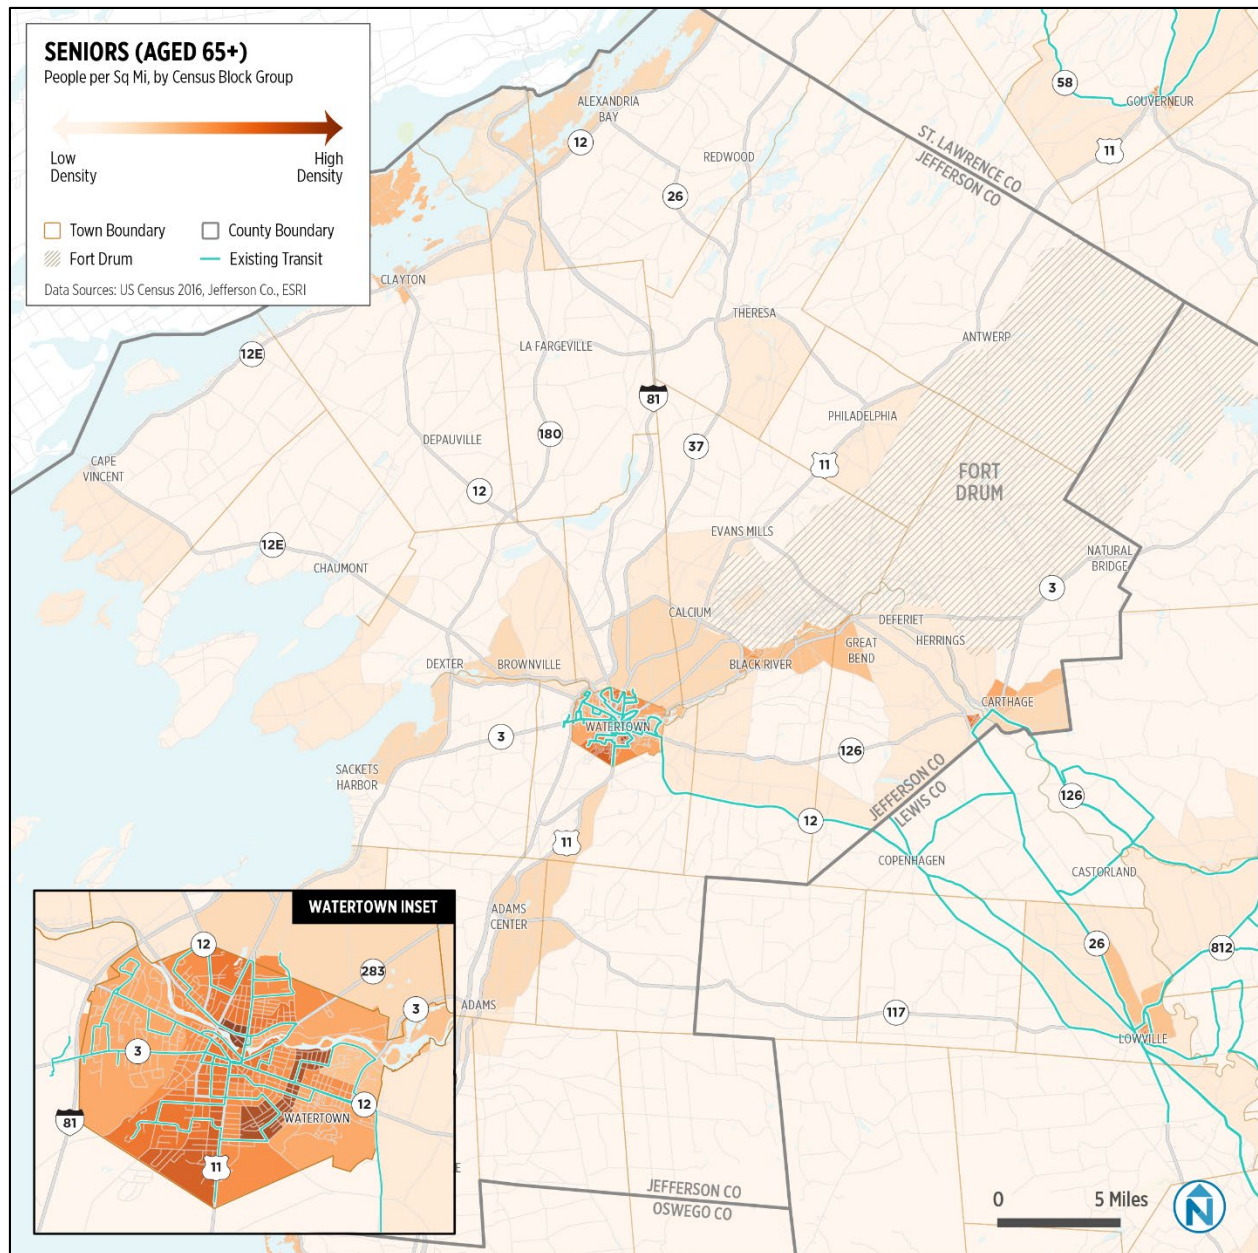 SENIORS (AGED 65+)
People per Sq Mi, by Census Block Group
Low
Density
High
Density
Town Boundary
County Boundary
Fort Drum
Existing Transit
Data Sources: US Census 2016, Jefferson Co., ESRI
58
GOUVERNEUR
ALEXANDRIA
BAY
12
11
ST. LAWRENCE CO
JEFFERSON CO
REDWOOD
26
CLAYTON
THERESA
ANTWERP
12E
LA FARGEVILLE
81
PHILADELPHIA
DEPAUVILLE
180
37
11
CAPE
VINCENT
FORT
DRUM
12
EVANS MILLS
12E
NATURAL
BRIDGE
CHAUMONT
3
CALCIUM
DEFERIET
HERRINGS
GREAT
BEND
DEXTER
BROWNVILLE
BLACK RIVER
CARTHAGE
WATERTOWN
3
126
SACKETS
HARBOR
JEFFERSON CO
LEWIS CO
126
12
11
COPENHAGEN
CASTORLAND
ADAMS
CENTER
26
812
ADAMS
117
LOWVILLE
WATERTOWN INSET
12
283
3
3
12
81
WATERTOWN
11
E
JEFFERSON CO
OSWEGO CO
0
5 Miles
N